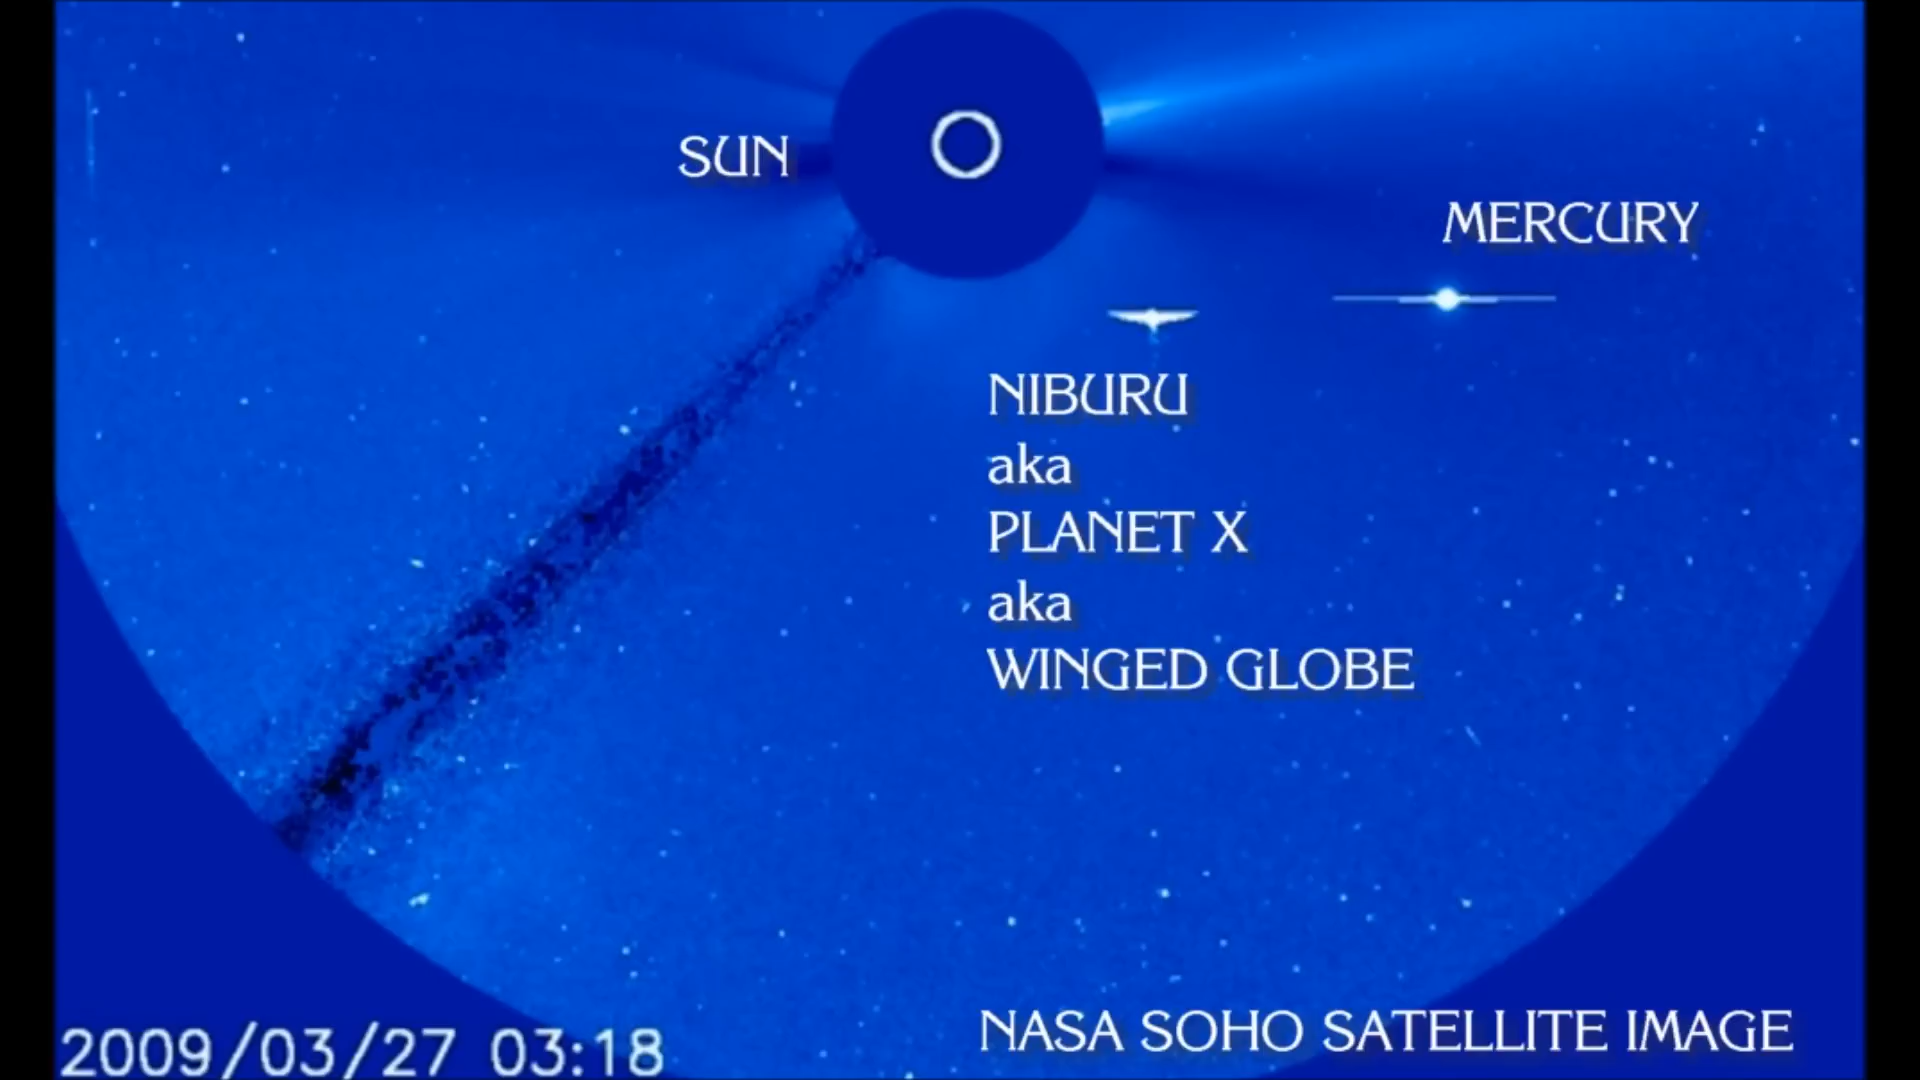 SUN
MERCURY
NIBURU
aka
PLANET X
aka
WINGED GLOBE
2009/03/27 03:18
NASA SOHO SATELLITE IMAGE